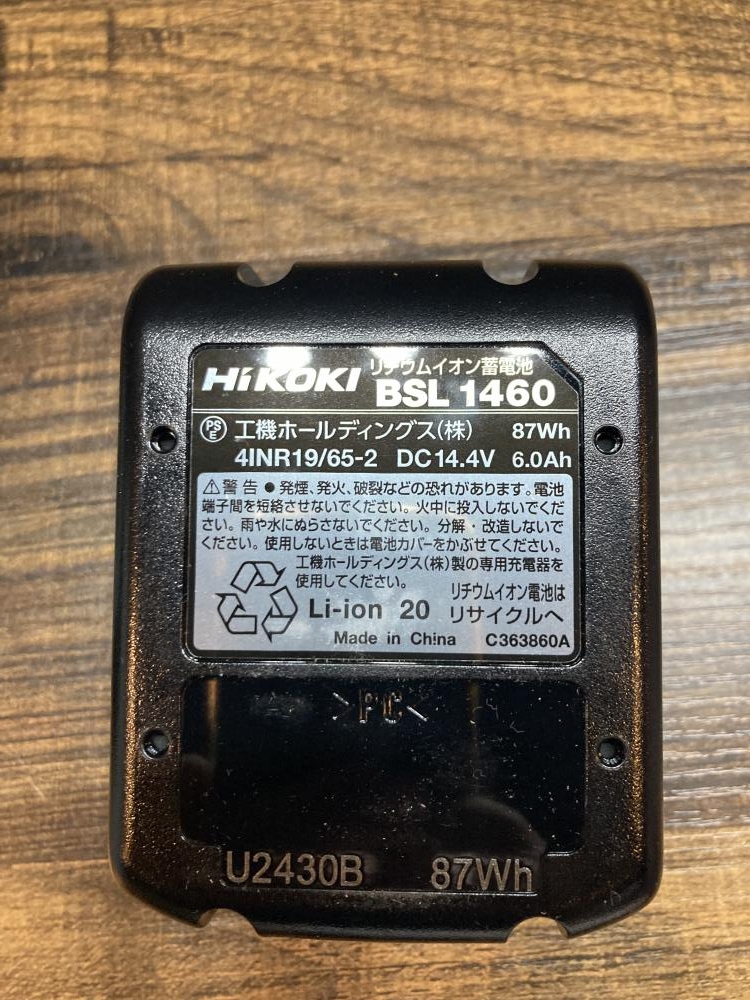 HiKOKI リチウムイオン蓄電池
BSL 1460
PS
E
工機ホールディングス(株) 87Wh
4INR19/65-2 DC14.4V 6.0Ah
⚠警告 ●発煙、発火、破裂などの恐れがあります。電池
端子間を短絡させないでください。火中に投入しないでくだ
さい。雨や水にぬらさないでください。分解・改造しないで
ください。使用しないときは電池カバーをかぶせてください。
工機ホールディングス(株)製の専用充電器を
使用してください。
リチウムイオン電池は
Li-ion 20 リサイクルへ
Made in China C363860A
>PC<
U2430B 87Wh